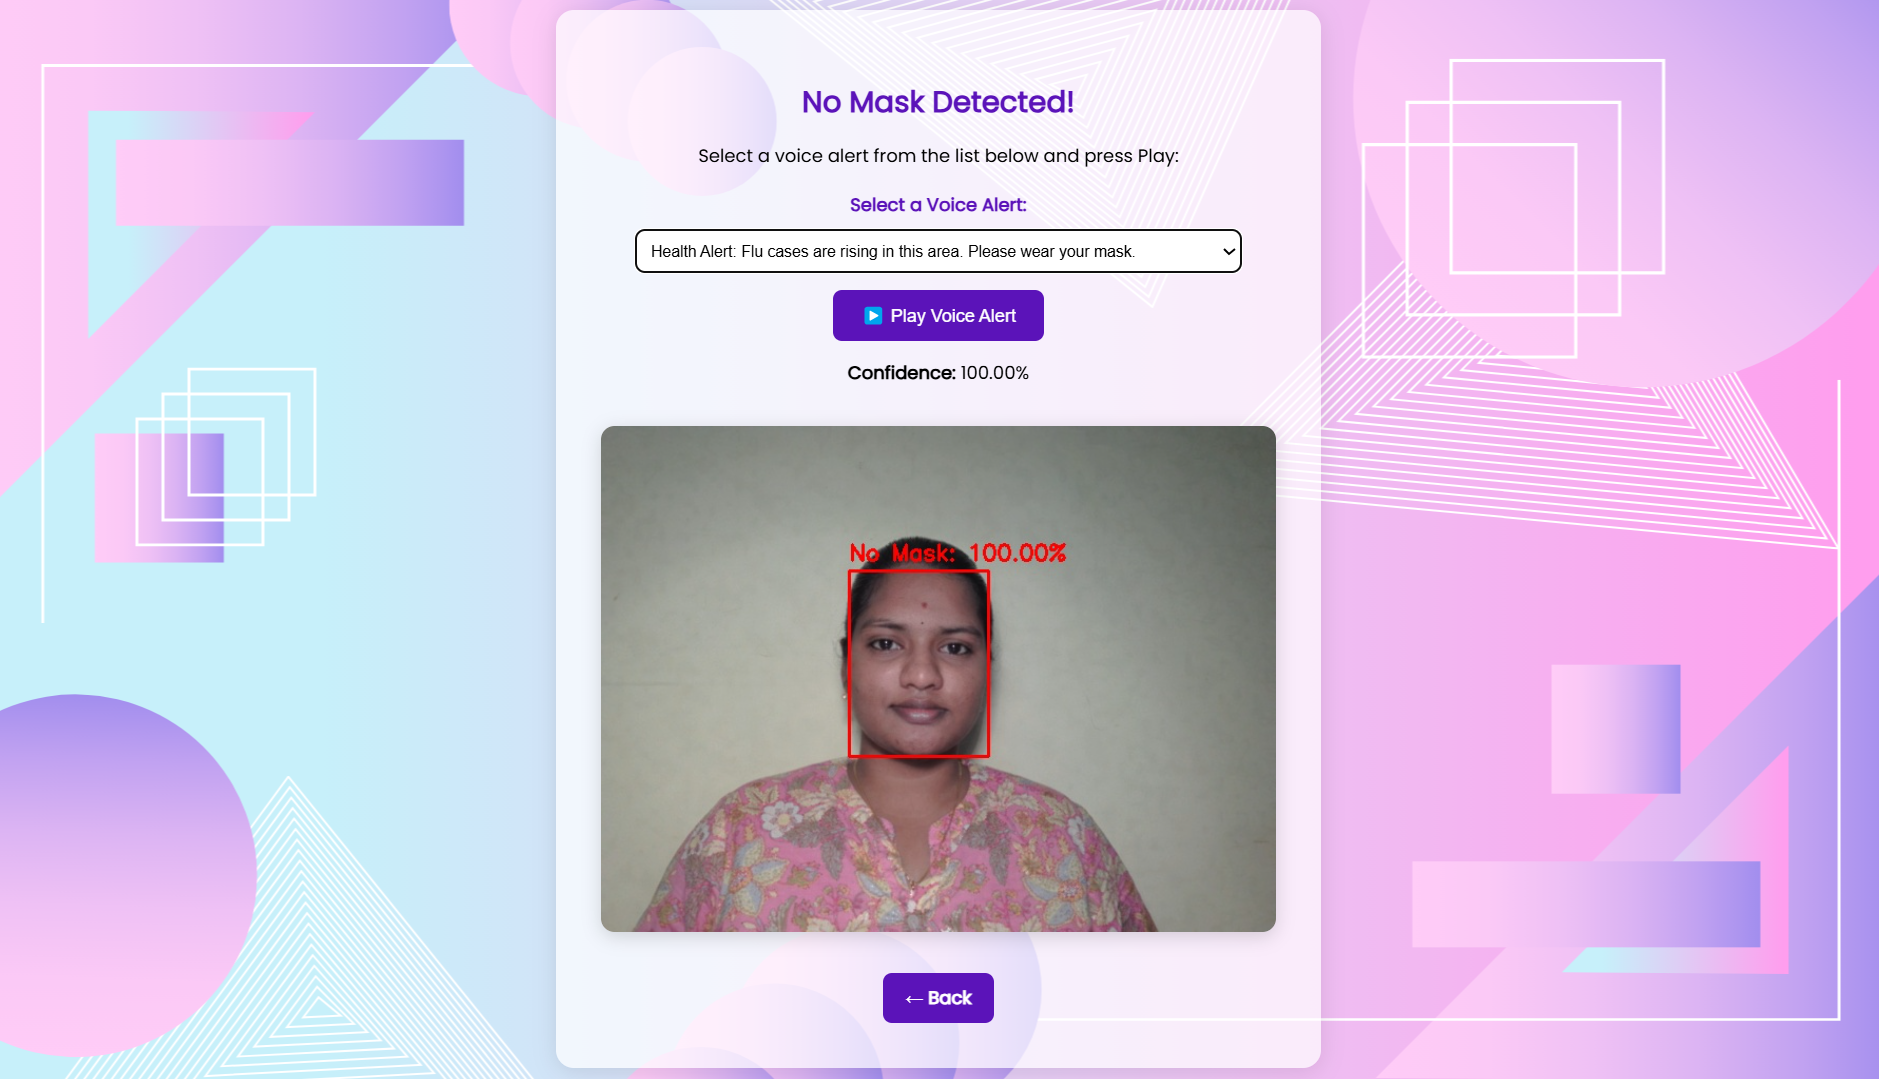 No Mask Detected!
Select a voice alert from the list below and press Play:
Select a Voice Alert:
Health Alert: Flu cases are rising in this area. Please wear your mask.
▶️ Play Voice Alert
Confidence: 100.00%
No Mask: 100.00%
← Back